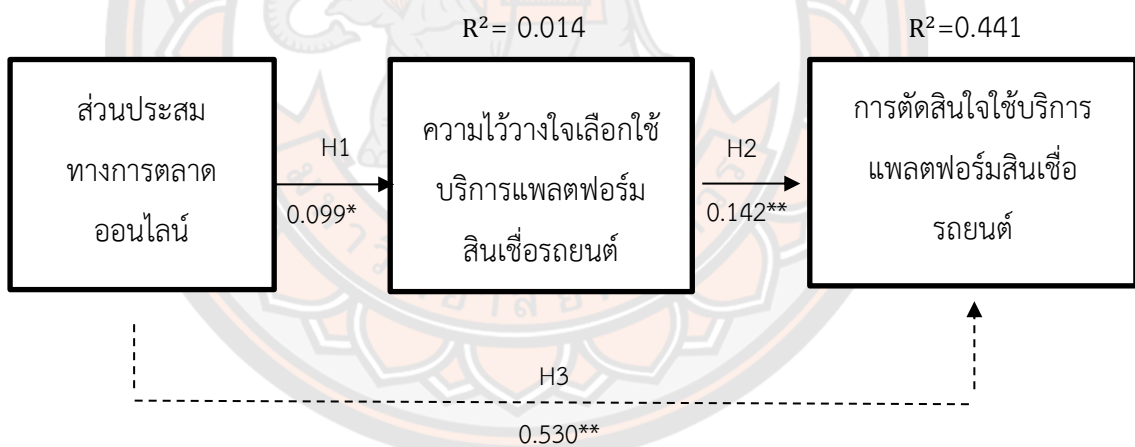 R²= 0.014
R²=0.441
ส่วนประสม
ทางการตลาด
ออนไลน์
H1
0.099*
ความไว้วางใจเลือกใช้
บริการแพลตฟอร์ม
สินเชื่อรถยนต์
H2
0.142**
การตัดสินใจใช้บริการ
แพลตฟอร์มสินเชื่อ
รถยนต์
H3
0.530**